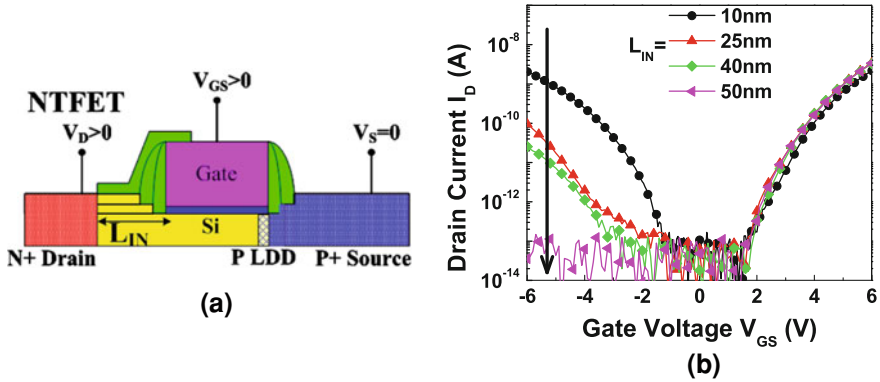 NTFET
V_GS>0
V_D>0
V_S=0
Gate
L_IN
Si
N+ Drain
P LDD
P+ Source
(a)
Drain Current I_D (A)
10^-8
10^-10
10^-12
10^-14
L_IN=
10nm
25nm
40nm
50nm
-6 -4 -2 0 2 4 6
Gate Voltage V_GS (V)
(b)